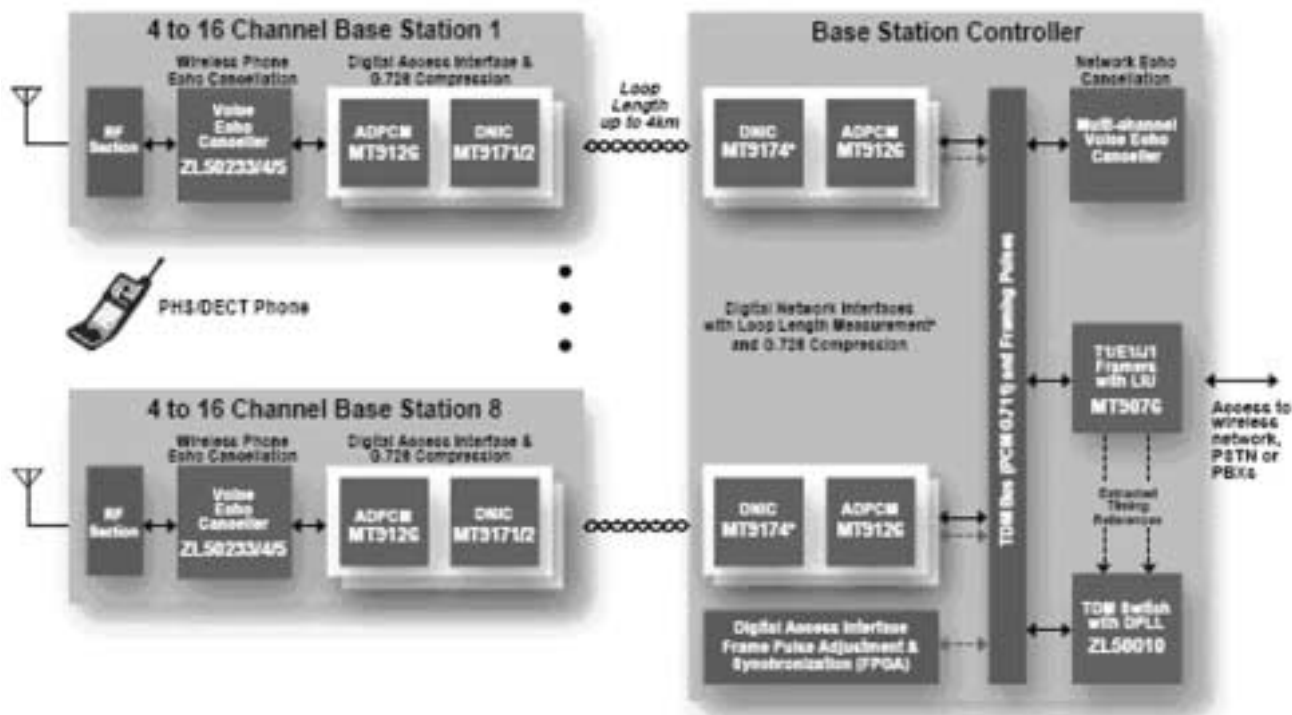 4 to 16 Channel Base Station 1
Wireless Phone
Echo Cancellation
Digital Access Interface &
G.726 Compression
RF
Section
Voice
Echo
Canceller
ZL50233/4/5
ADPCM
MT9126
DNIC
MT9171/2
Loop
Length
up to 4km
Base Station Controller
DNIC
MT9174*
ADPCM
MT9126
Network Echo
Cancellation
Multi-channel
Voice Echo
Canceller
TDM Bus (PCM G.711) and Framing Pulses
PHS/DECT Phone
Digital Network Interfaces
with Loop Length Measurement*
and G.726 Compression
T1/E1/J1
Framers
with LIU
MT9076
Access to
wireless
network,
PSTN or
PBXs
4 to 16 Channel Base Station 8
Wireless Phone
Echo Cancellation
Digital Access Interface &
G.726 Compression
RF
Section
Voice
Echo
Canceller
ZL50233/4/5
ADPCM
MT9126
DNIC
MT9171/2
DNIC
MT9174*
ADPCM
MT9126
Extracted
Timing
References
Digital Access Interface
Frame Pulse Adjustment &
Synchronization (FPGA)
TDM Switch
with DPLL
ZL50010